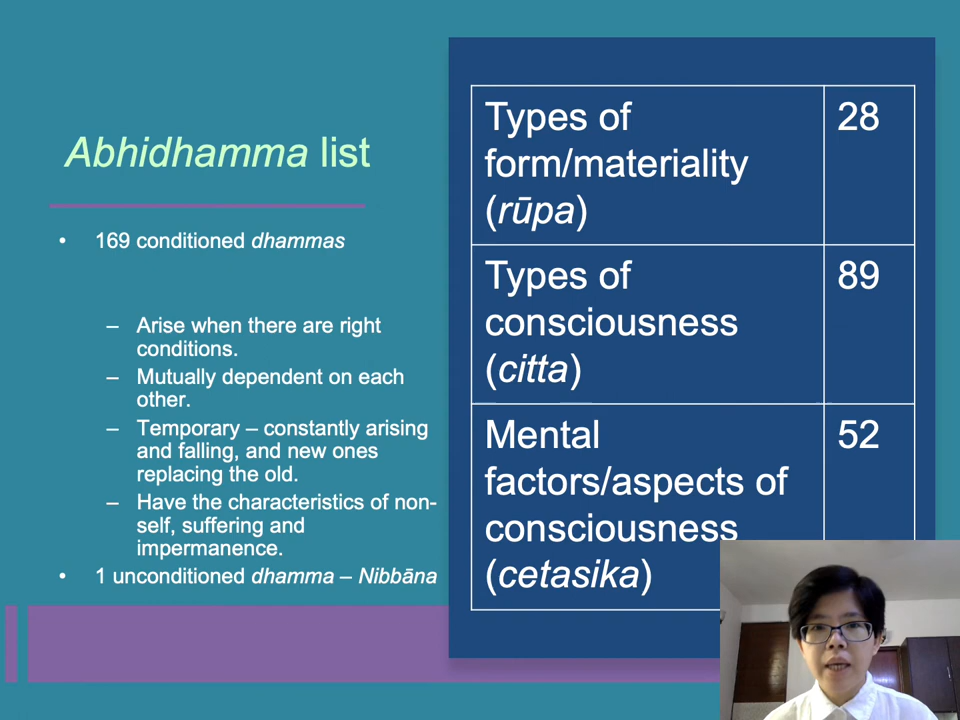 Abhidhamma list
• 169 conditioned dhammas
– Arise when there are right
conditions.
– Mutually dependent on each
other.
– Temporary – constantly arising
and falling, and new ones
replacing the old.
– Have the characteristics of non-
self, suffering and
impermanence.
• 1 unconditioned dhamma – Nibbāna
Types of 28
form/materiality
(rūpa)
Types of 89
consciousness
(citta)
Mental 52
factors/aspects of
consciousness
(cetasika)